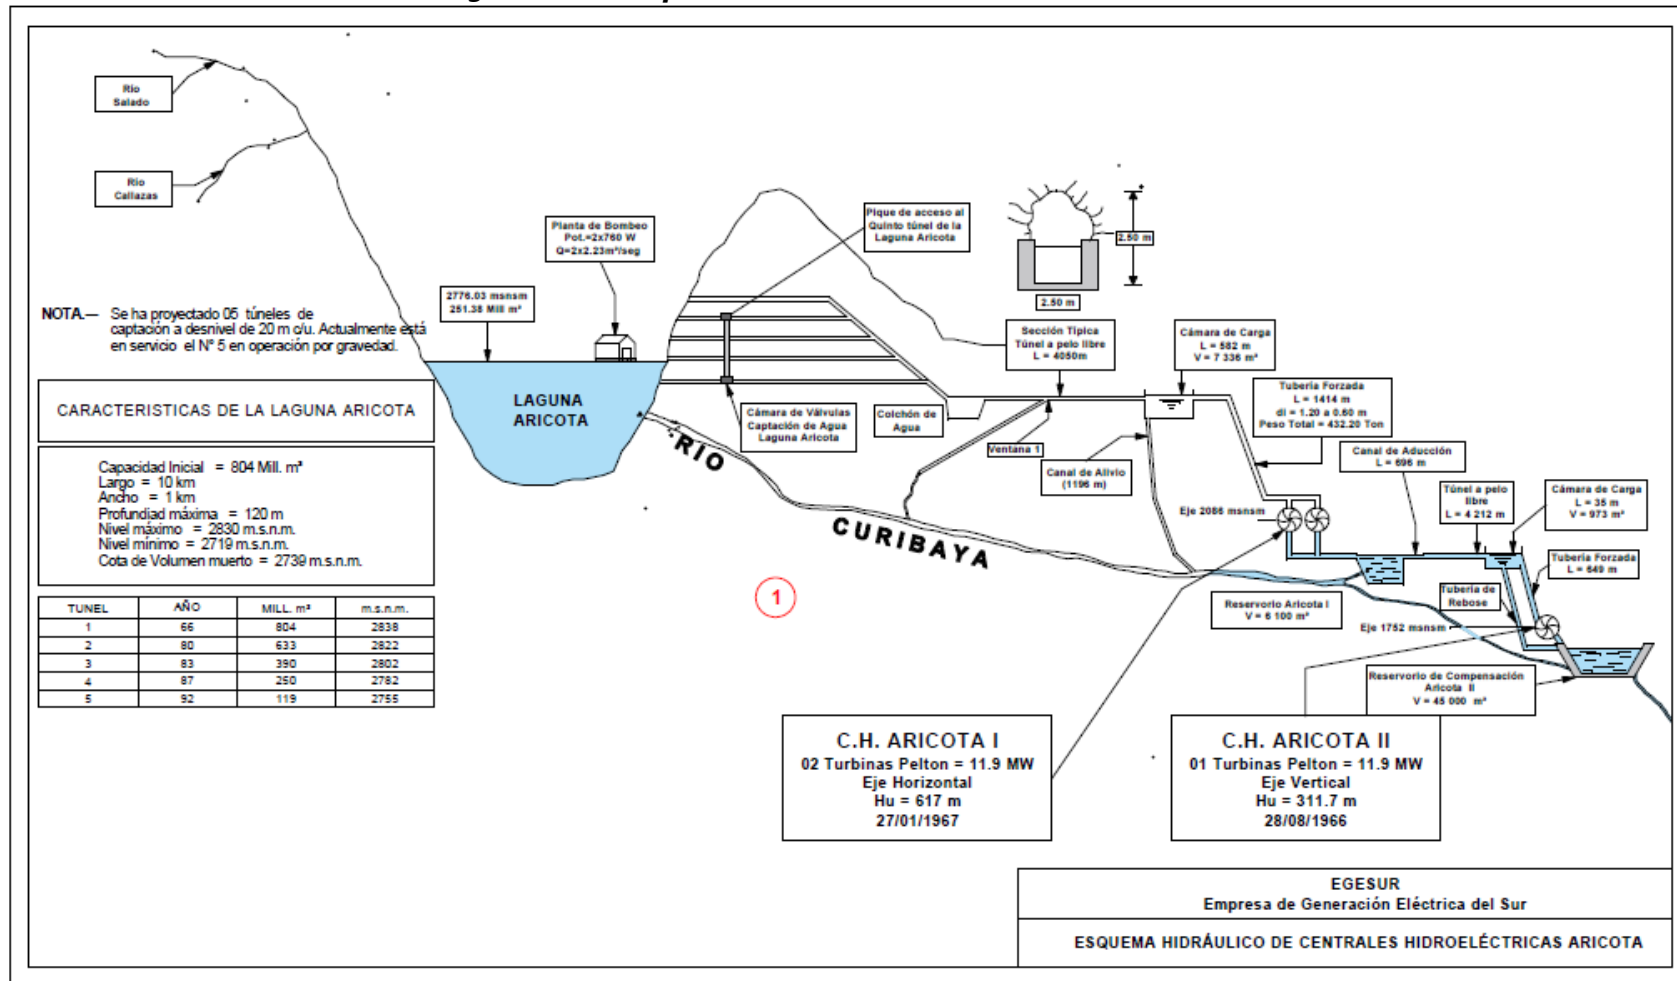 Río
Salado
Río
Callazas
Planta de Bombeo
Pot.=2x760 W
Q=2x2.23m³/seg
Pique de acceso al
Quinto túnel de la
Laguna Aricota
2.50 m
2.50 m
NOTA.— Se ha proyectado 05 túneles de
captación a desnivel de 20 m c/u. Actualmente está
en servicio el N° 5 en operación por gravedad.
2776.03 msnsm
251.38 Mill m³
Sección Típica
Túnel a pelo libre
L = 4050m
Cámara de Carga
L = 582 m
V = 7 336 m³
Tubería Forzada
L = 1414 m
di = 1.20 a 0.60 m
Peso Total = 432.20 Ton
CARACTERISTICAS DE LA LAGUNA ARICOTA
LAGUNA
ARICOTA
Cámara de Válvulas
Captación de Agua
Laguna Aricota
Colchón de
Agua
Ventana 1
Canal de Alivio
(1196 m)
Canal de Aducción
L = 696 m
Capacidad Inicial = 804 Mill. m³
Largo = 10 km
Ancho = 1 km
Profundiad máxima = 120 m
Nivel máximo = 2830 m.s.n.m.
Nivel mínimo = 2719 m.s.n.m.
Cota de Volumen muerto = 2739 m.s.n.m.
RÍO
CURIBAYA
Eje 2086 msnsm
Túnel a pelo
libre
L = 4 212 m
Cámara de Carga
L = 35 m
V = 973 m³
Tubería Forzada
L = 649 m
TUNEL AÑO MILL. m³ m.s.n.m.
1 66 804 2838
2 80 633 2822
3 83 390 2802
4 87 250 2782
5 92 119 2755
1
Reservorio Aricota I
V = 6 100 m³
Tubería de
Rebose
Eje 1752 msnsm
Reservorio de Compensación
Aricota II
V = 45 000 m³
C.H. ARICOTA I
02 Turbinas Pelton = 11.9 MW
Eje Horizontal
Hu = 617 m
27/01/1967
C.H. ARICOTA II
01 Turbinas Pelton = 11.9 MW
Eje Vertical
Hu = 311.7 m
28/08/1966
EGESUR
Empresa de Generación Eléctrica del Sur
ESQUEMA HIDRÁULICO DE CENTRALES HIDROELÉCTRICAS ARICOTA